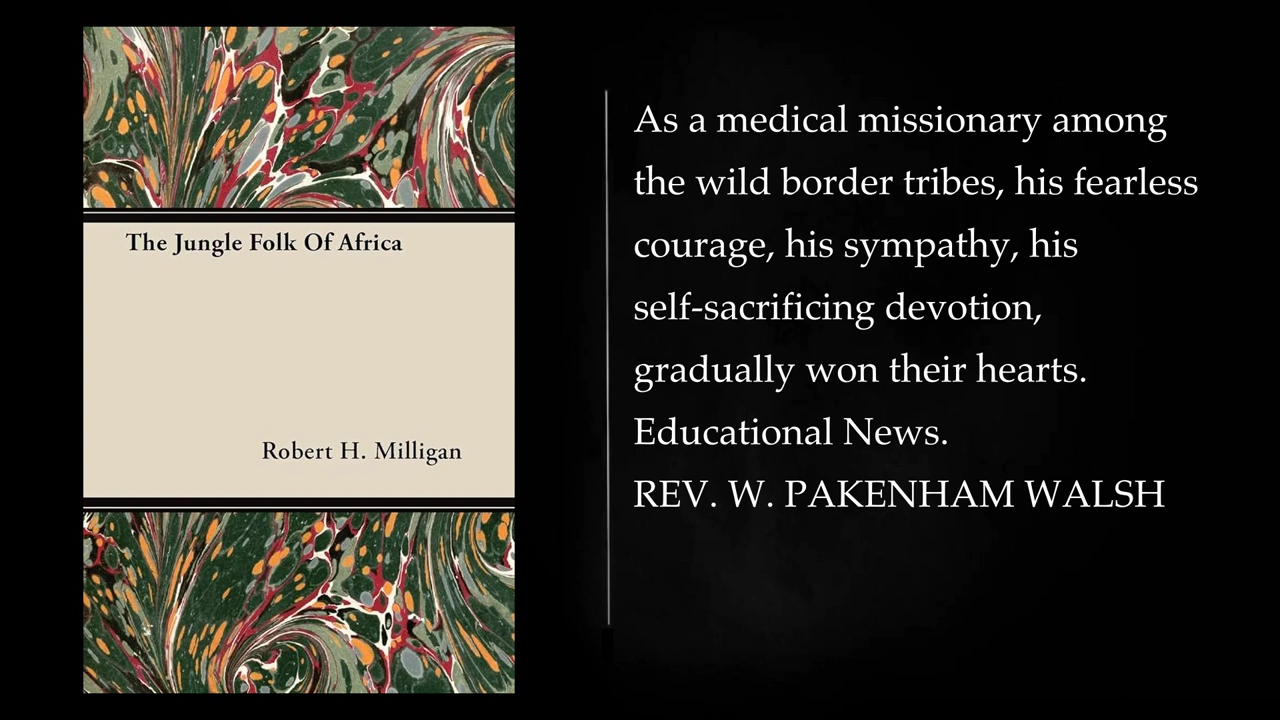 The Jungle Folk Of Africa
Robert H. Milligan
As a medical missionary among
the wild border tribes, his fearless
courage, his sympathy, his
self-sacrificing devotion,
gradually won their hearts.
Educational News.
REV. W. PAKENHAM WALSH